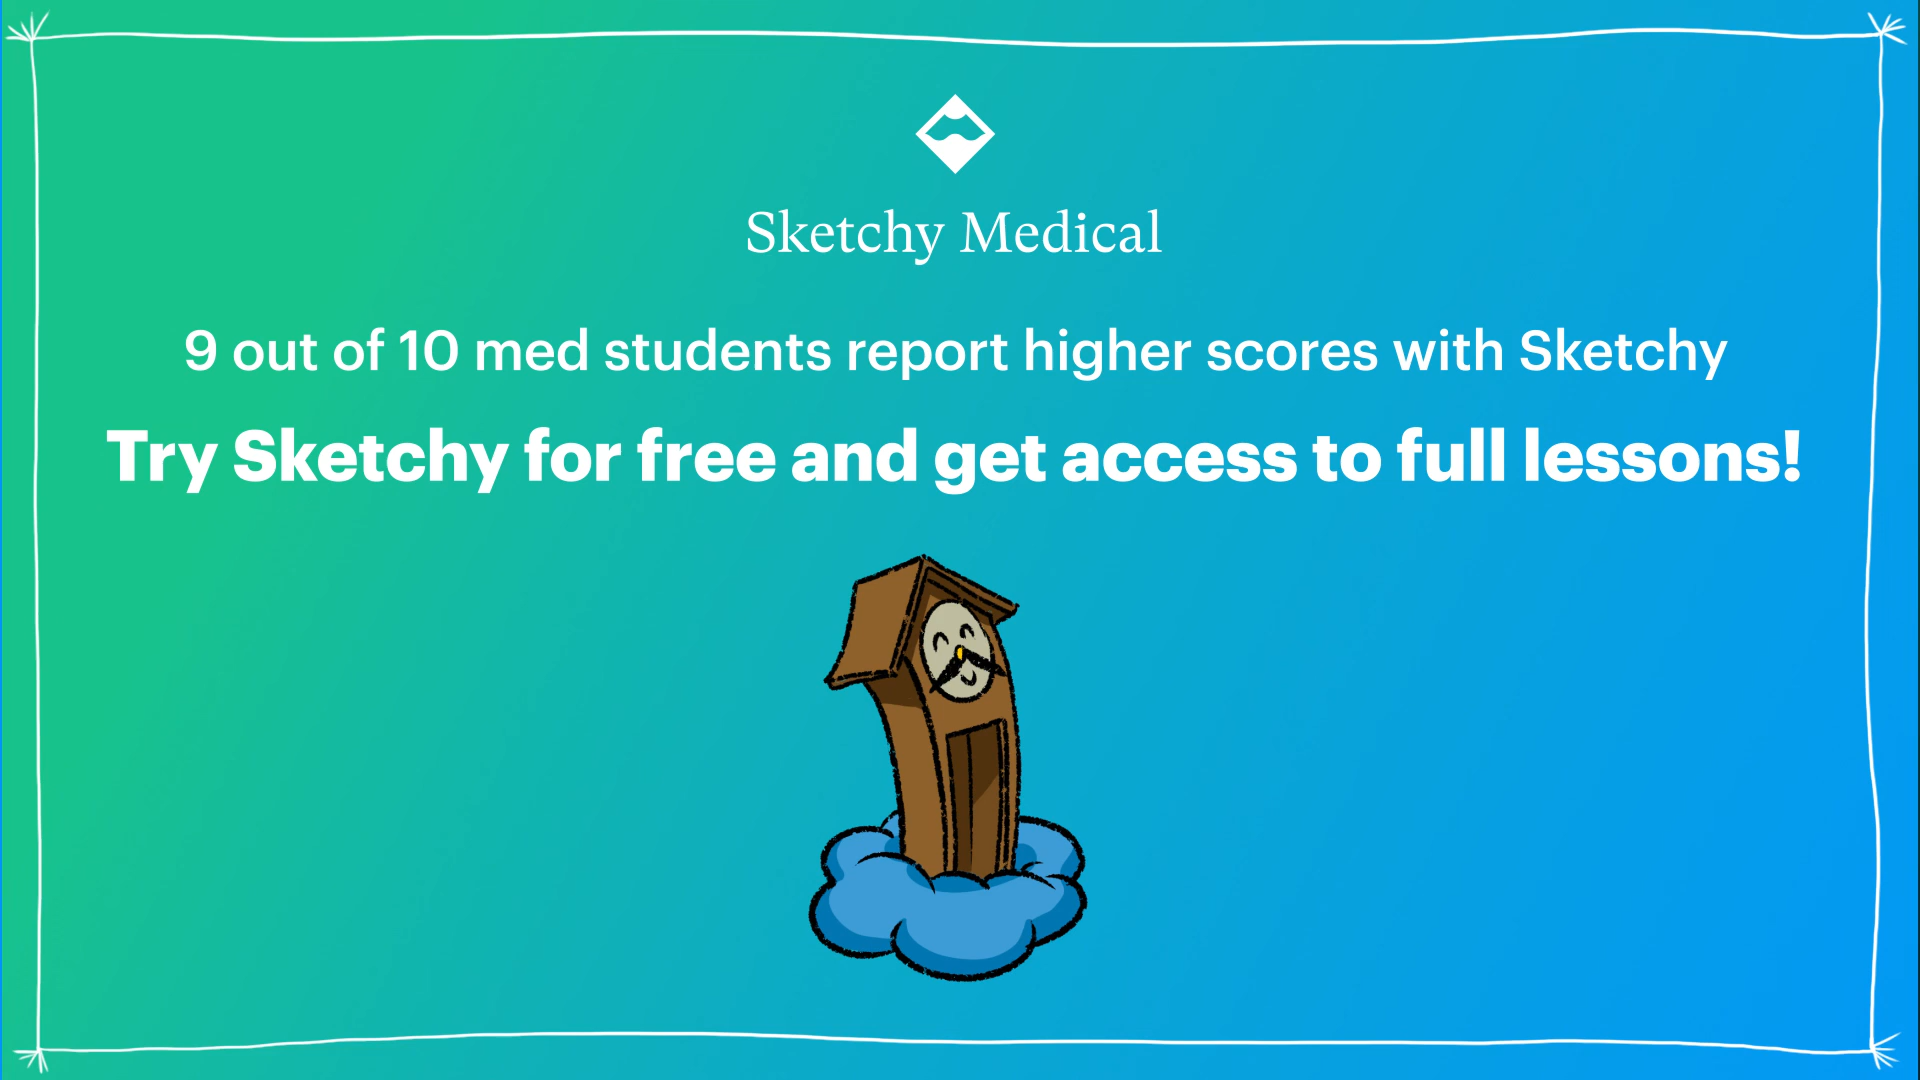 Sketchy Medical
9 out of 10 med students report higher scores with Sketchy
Try Sketchy for free and get access to full lessons!